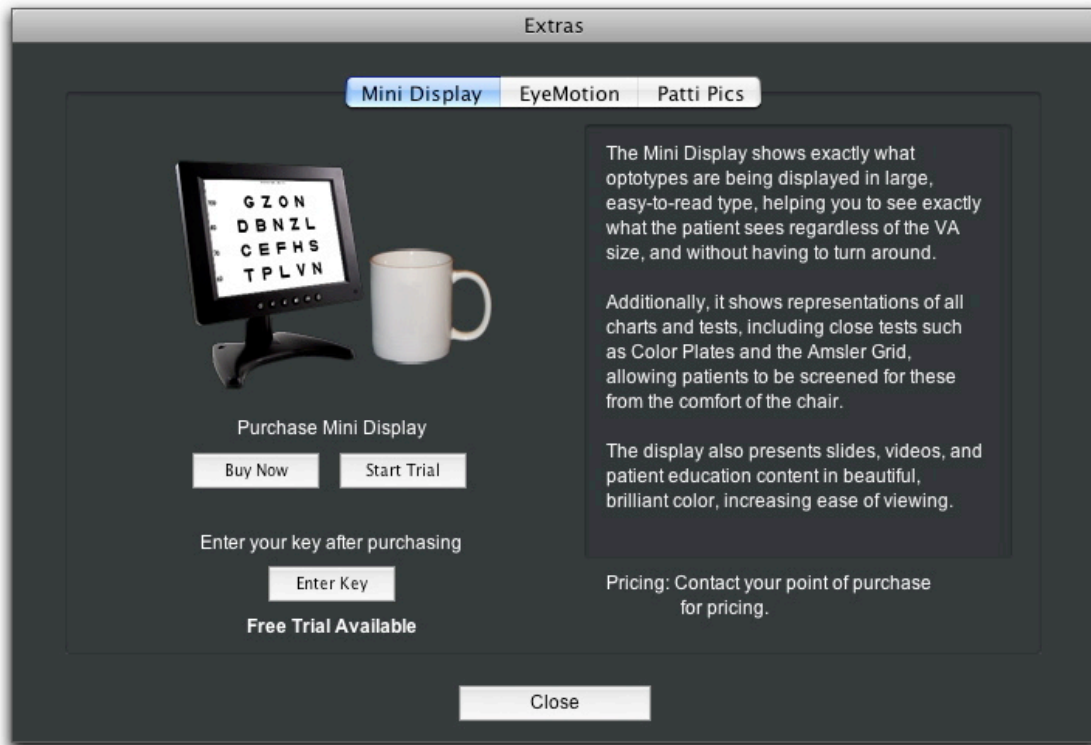 Extras
Mini Display EyeMotion Patti Pics
G Z O N
D B N Z L
C E F H S
T P L V N
Purchase Mini Display
Buy Now Start Trial
Enter your key after purchasing
Enter Key
Free Trial Available
The Mini Display shows exactly what
optotypes are being displayed in large,
easy-to-read type, helping you to see exactly
what the patient sees regardless of the VA
size, and without having to turn around.
Additionally, it shows representations of all
charts and tests, including close tests such
as Color Plates and the Amsler Grid,
allowing patients to be screened for these
from the comfort of the chair.
The display also presents slides, videos, and
patient education content in beautiful,
brilliant color, increasing ease of viewing.
Pricing: Contact your point of purchase
for pricing.
Close